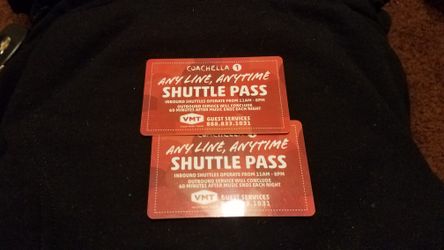 COACHELLA 1
ANY LINE, ANYTIME
SHUTTLE PASS
INBOUND SHUTTLES OPERATE FROM 11AM - 8PM
OUTBOUND SERVICE WILL CONCLUDE
60 MINUTES AFTER MUSIC ENDS EACH NIGHT
VMT GUEST SERVICES
888.833.1031
ANY LINE, ANYTIME
SHUTTLE PASS
INBOUND SHUTTLES OPERATE FROM 11AM - 8PM
OUTBOUND SERVICE WILL CONCLUDE
60 MINUTES AFTER MUSIC ENDS EACH NIGHT
VMT GUEST SERVICES
1031